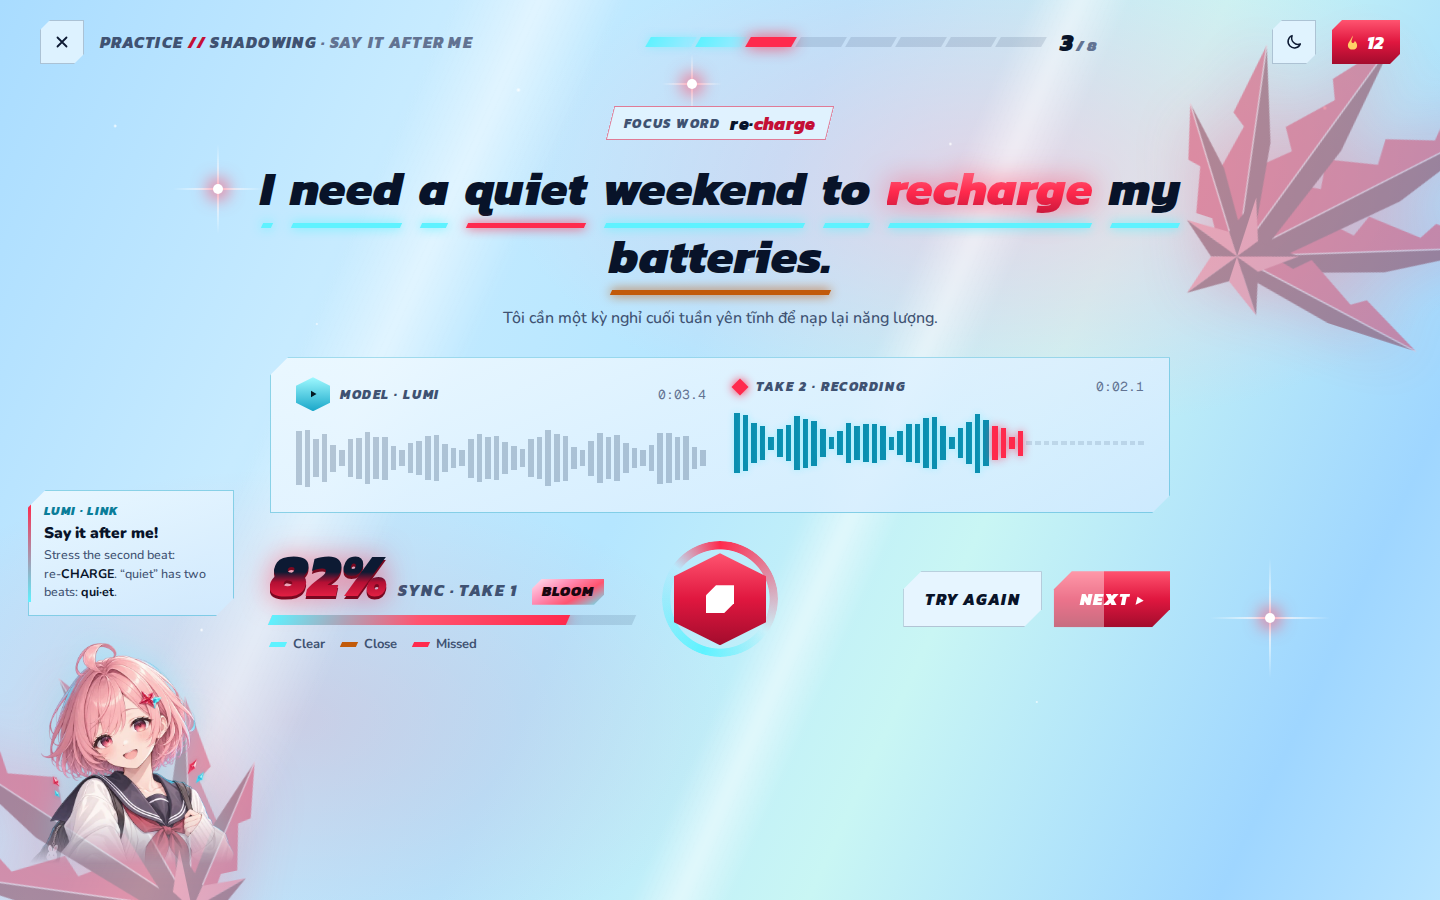 PRACTICE // SHADOWING · SAY IT AFTER ME
3 / 8
12
FOCUS WORD re·charge
I need a quiet weekend to recharge my
batteries.
Tôi cần một kỳ nghỉ cuối tuần yên tĩnh để nạp lại năng lượng.
MODEL · LUMI 0:03.4
TAKE 2 · RECORDING 0:02.1
LUMI · LINK
Say it after me!
Stress the second beat:
re-CHARGE. “quiet” has two
beats: qui·et.
82% SYNC · TAKE 1 BLOOM
Clear Close Missed
TRY AGAIN
NEXT